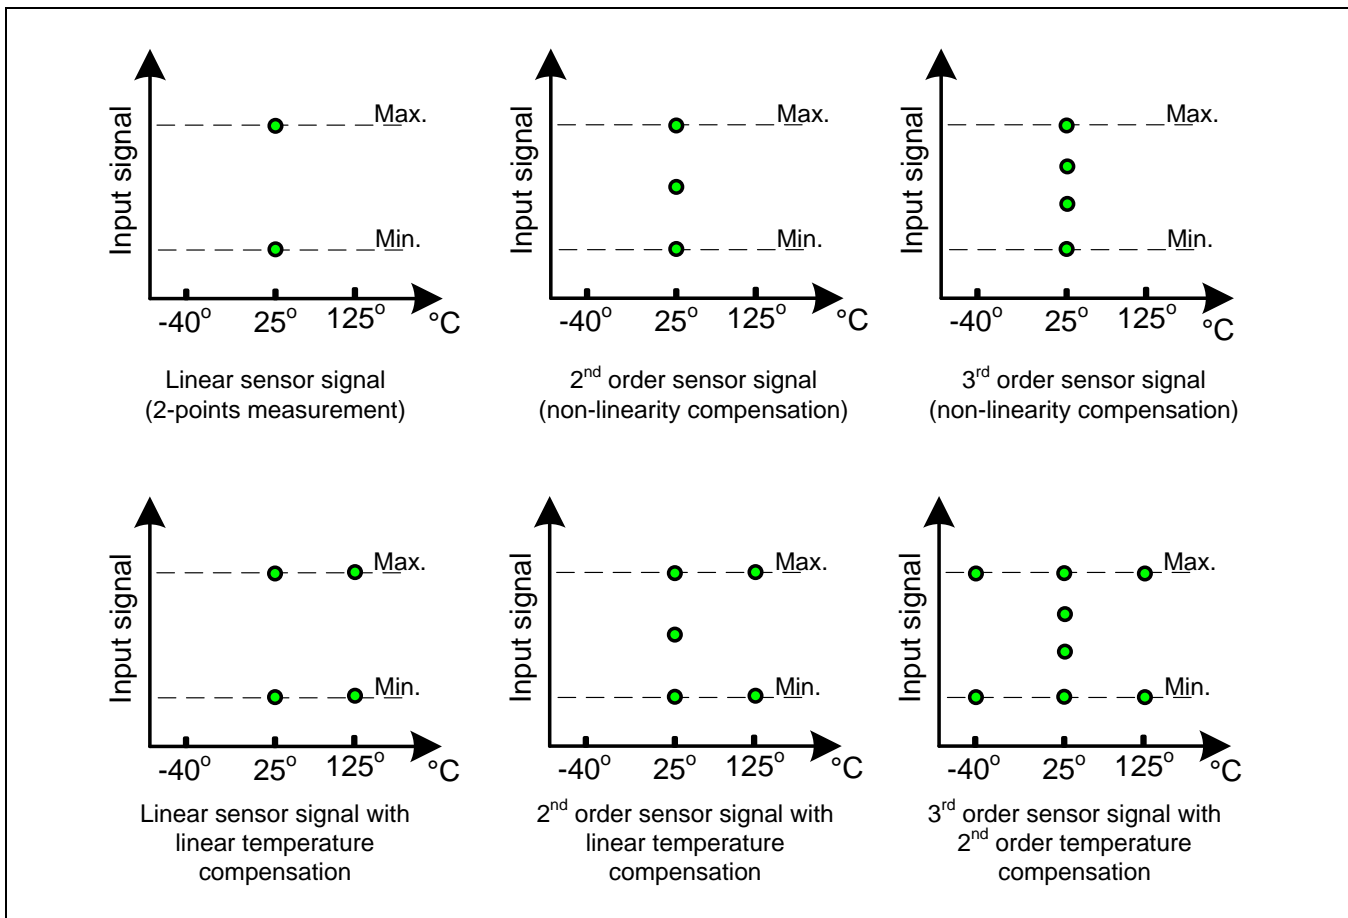 Input signal
Max.
Min.
-40° 25° 125° °C
Linear sensor signal
(2-points measurement)
Input signal
Max.
Min.
-40° 25° 125° °C
2nd order sensor signal
(non-linearity compensation)
Input signal
Max.
Min.
-40° 25° 125° °C
3rd order sensor signal
(non-linearity compensation)
Input signal
Max.
Min.
-40° 25° 125° °C
Linear sensor signal with
linear temperature
compensation
Input signal
Max.
Min.
-40° 25° 125° °C
2nd order sensor signal with
linear temperature
compensation
Input signal
Max.
Min.
-40° 25° 125° °C
3rd order sensor signal with
2nd order temperature
compensation